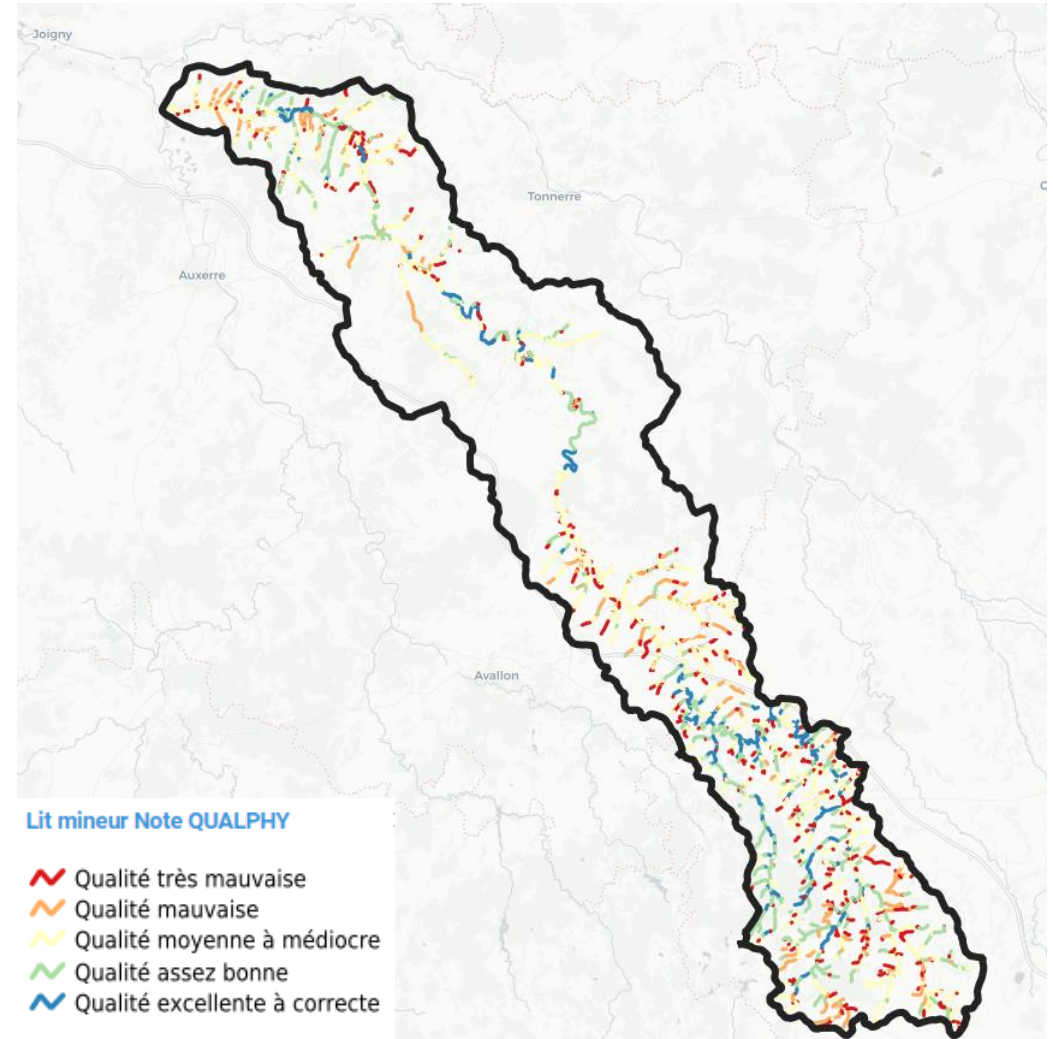 Joigny
Tonnerre
Auxerre
Avallon
Lit mineur Note QUALPHY
Qualité très mauvaise
Qualité mauvaise
Qualité moyenne à médiocre
Qualité assez bonne
Qualité excellente à correcte